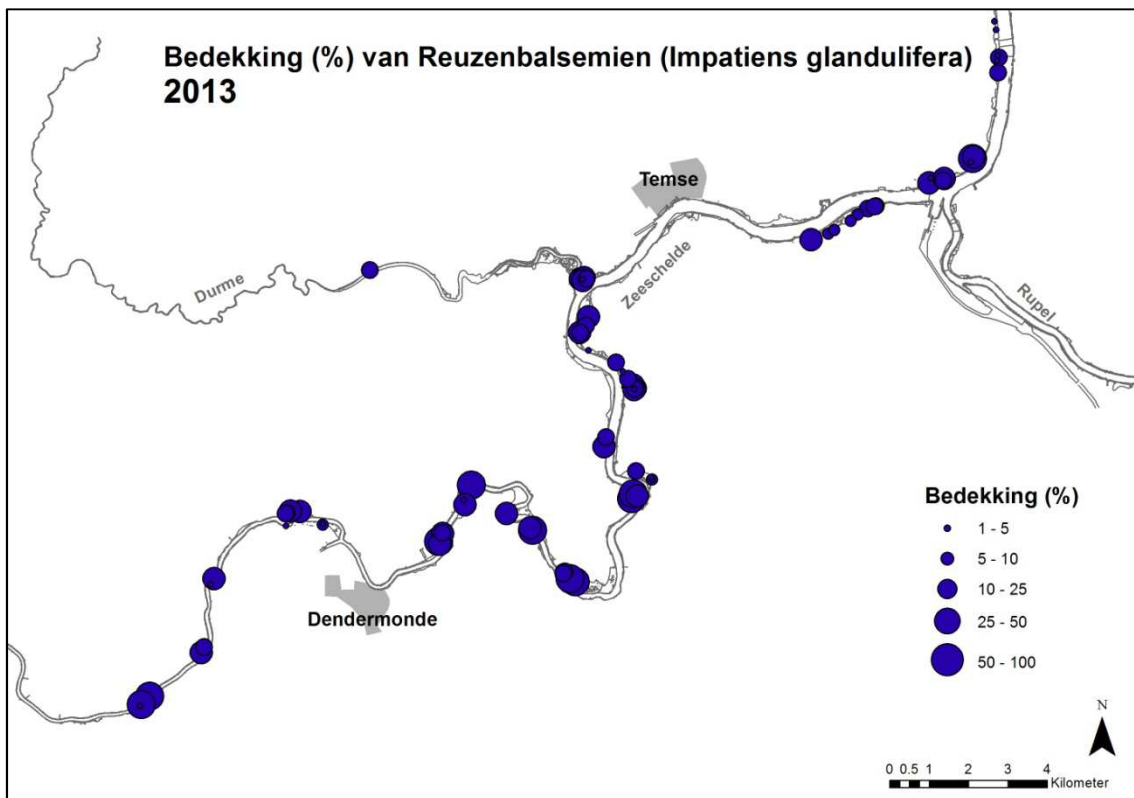 Bedekking (%) van Reuzenbalsemien (Impatiens glandulifera)
2013
Temse
Durme
Zeeschelde
Rupel
Dendermonde
Bedekking (%)
1 - 5
5 - 10
10 - 25
25 - 50
50 - 100
N
0 0.5 1 2 3 4
Kilometer